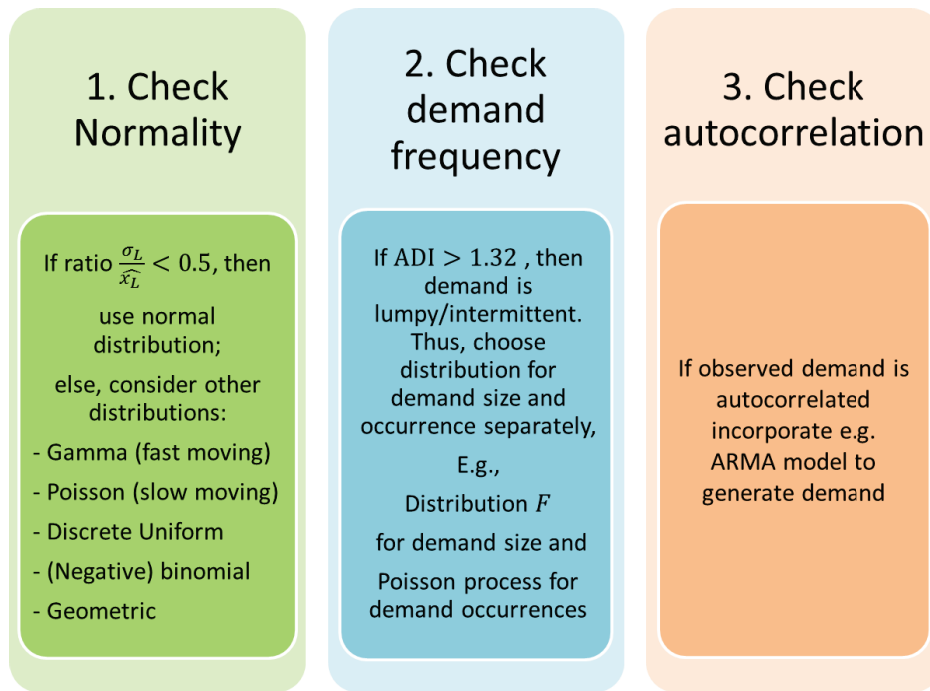 1. Check
Normality
If ratio σ_L / x̂_L < 0.5, then
use normal
distribution;
else, consider other
distributions:
- Gamma (fast moving)
- Poisson (slow moving)
- Discrete Uniform
- (Negative) binomial
- Geometric
2. Check
demand
frequency
If ADI > 1.32 , then
demand is
lumpy/intermittent.
Thus, choose
distribution for
demand size and
occurrence separately,
E.g.,
Distribution F
for demand size and
Poisson process for
demand occurrences
3. Check
autocorrelation
If observed demand is
autocorrelated
incorporate e.g.
ARMA model to
generate demand